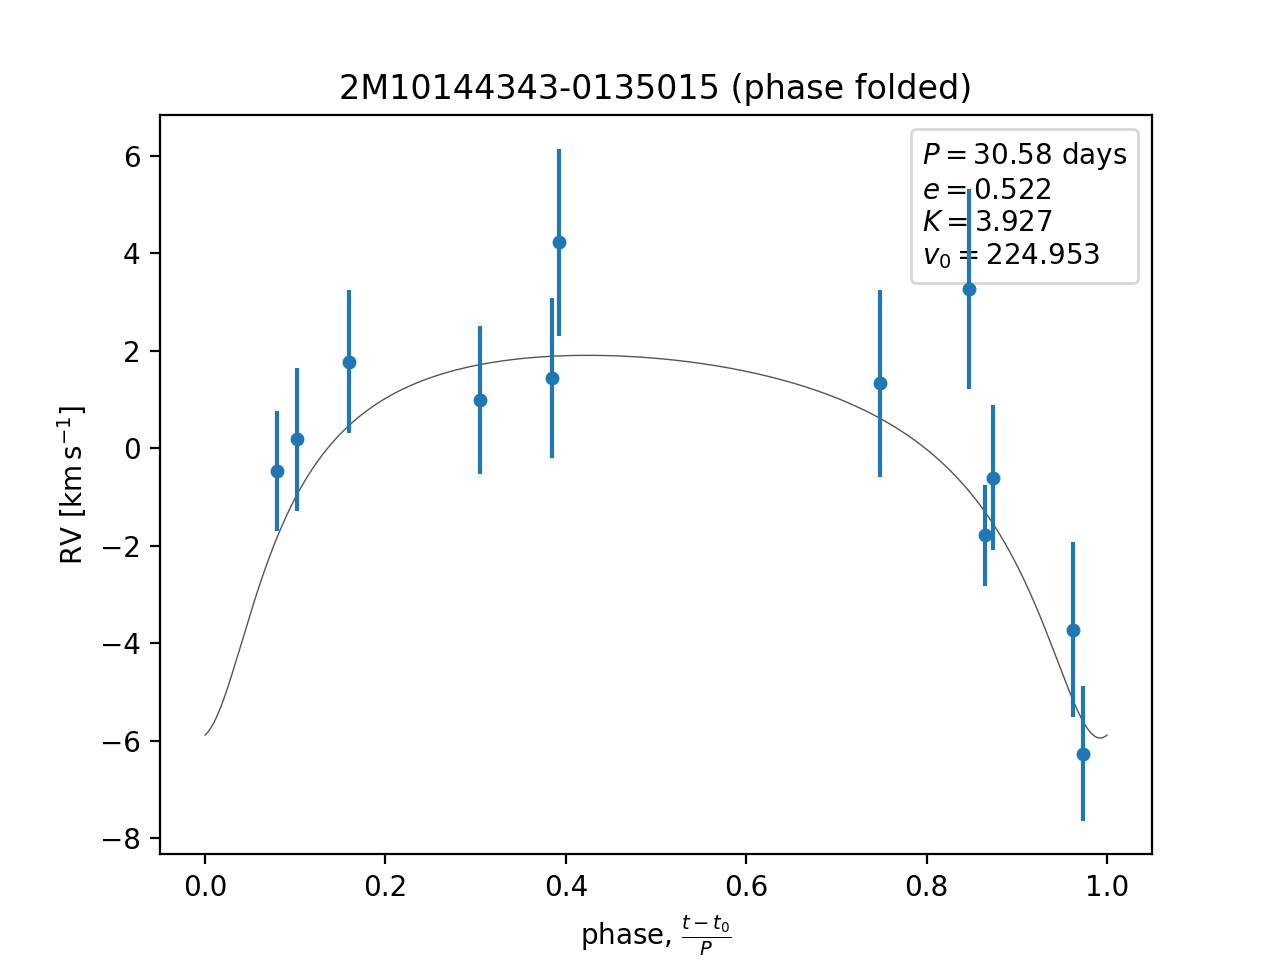 2M10144343-0135015 (phase folded)
P = 30.58 days
e = 0.522
K = 3.927
v₀ = 224.953
RV [km s⁻¹]
6
4
2
0
−2
−4
−6
−8
0.0 0.2 0.4 0.6 0.8 1.0
phase, (t − t₀)/P